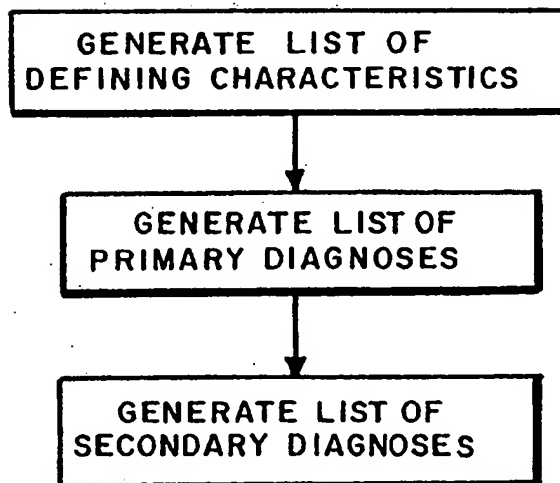 GENERATE LIST OF
DEFINING CHARACTERISTICS
GENERATE LIST OF
PRIMARY DIAGNOSES
GENERATE LIST OF
SECONDARY DIAGNOSES